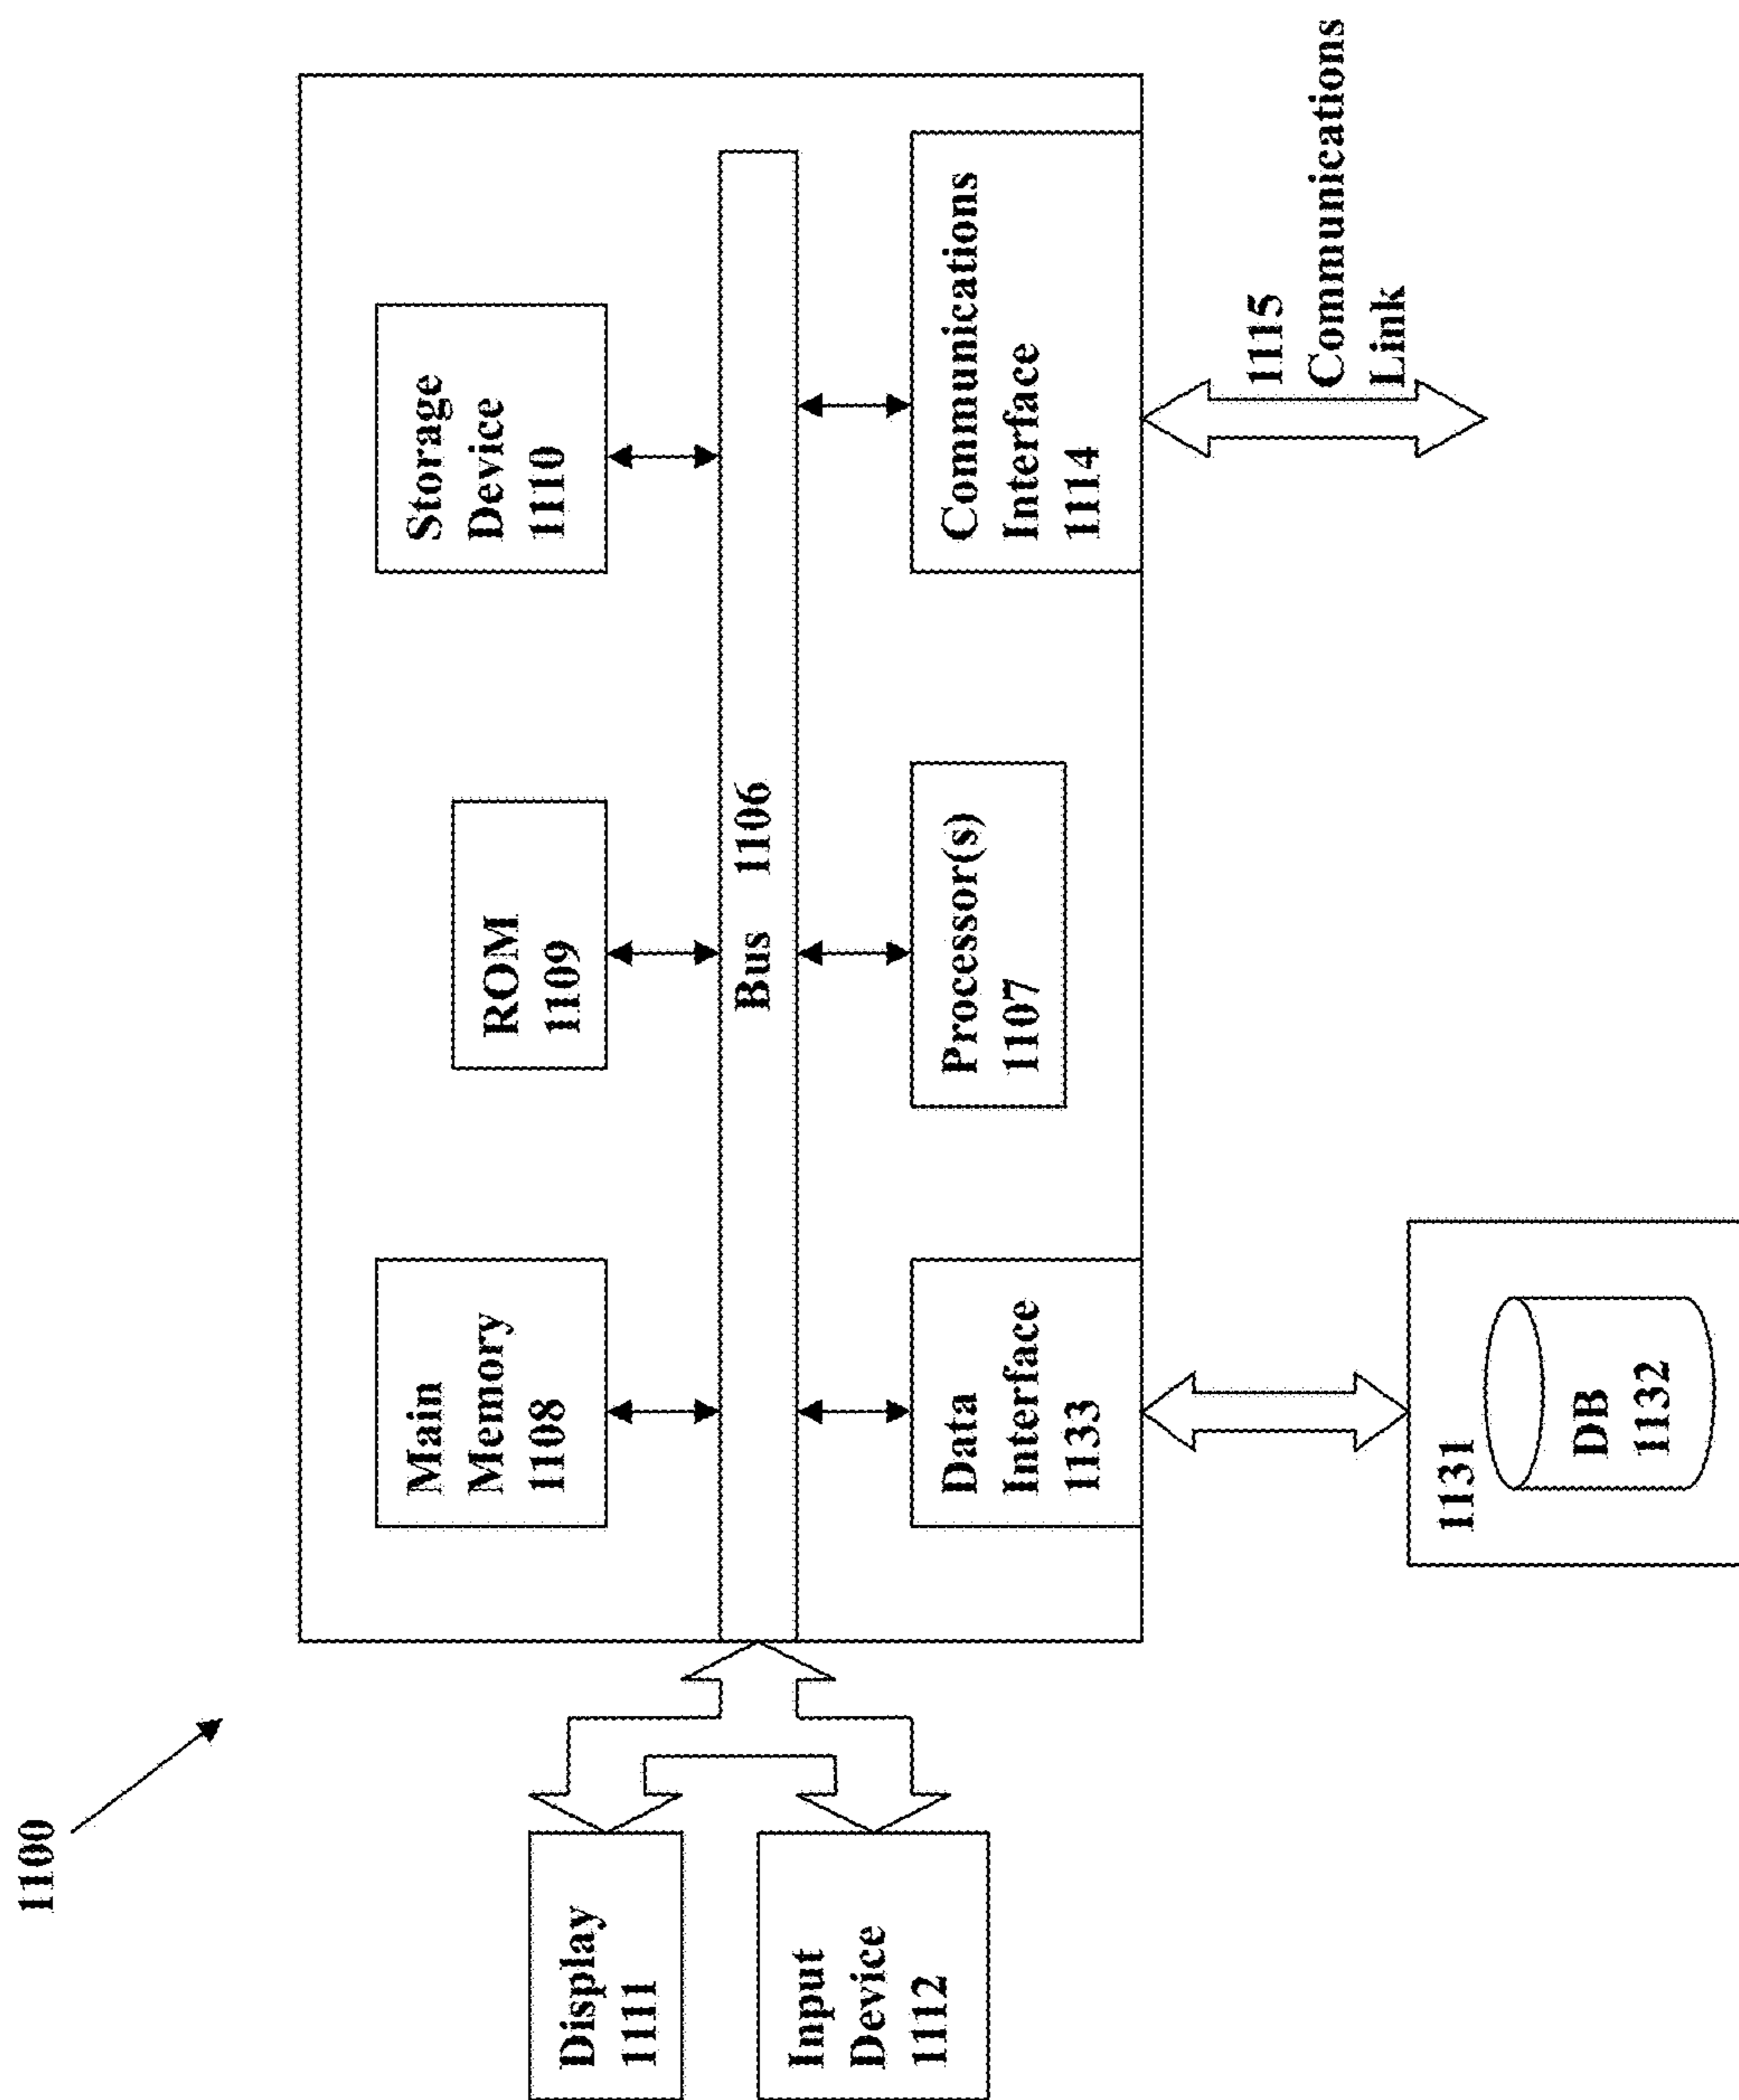 1100
Main
Memory
1108
ROM
1109
Storage
Device
1110
Display
1111
Bus 1106
Input
Device
1112
Data
Interface
1133
Processor(s)
1107
Communications
Interface
1114
1115
Communications
Link
1131
DB
1132